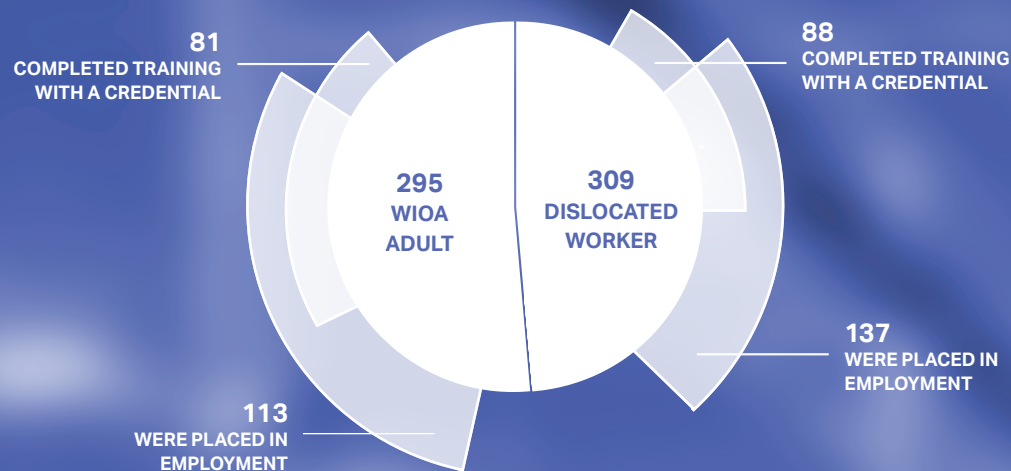 81
COMPLETED TRAINING
WITH A CREDENTIAL
88
COMPLETED TRAINING
WITH A CREDENTIAL
295
WIOA
ADULT
309
DISLOCATED
WORKER
137
WERE PLACED IN
EMPLOYMENT
113
WERE PLACED IN
EMPLOYMENT